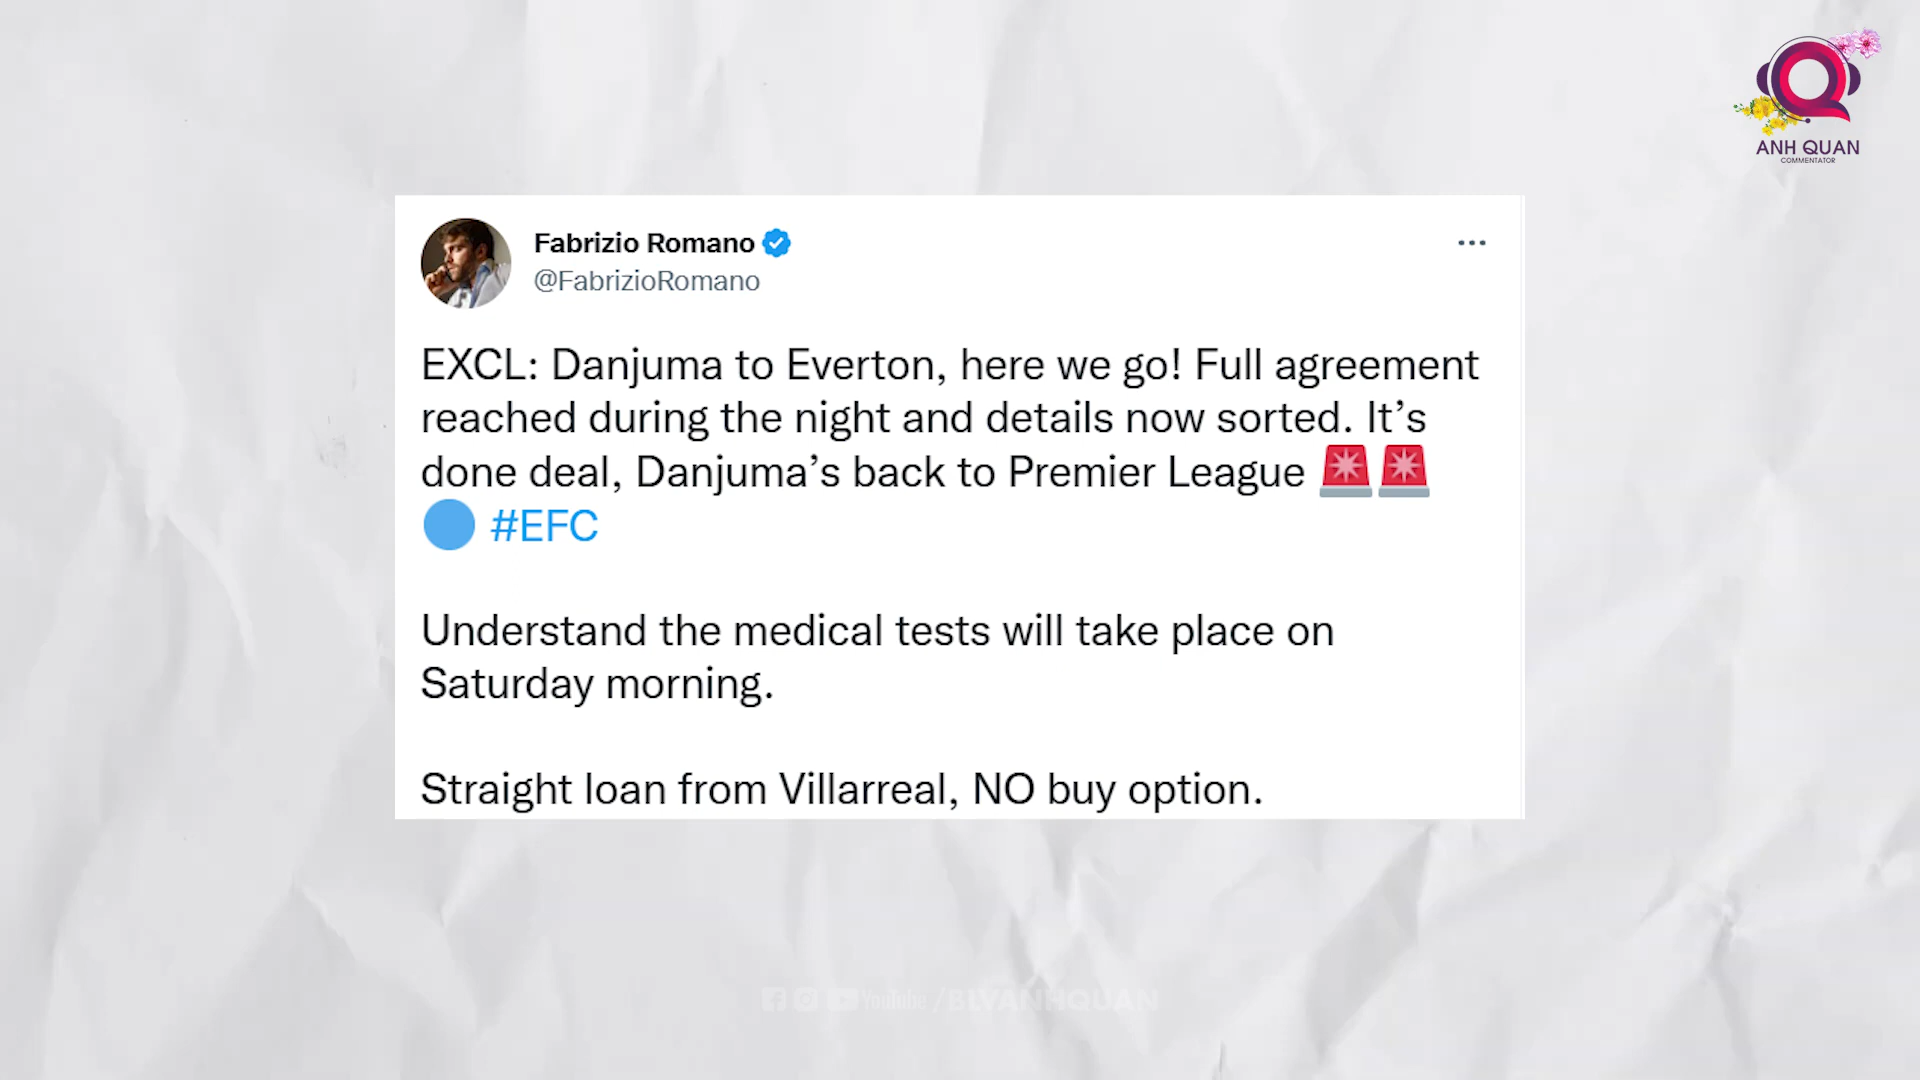 ANH QUAN
COMMENTATOR
Fabrizio Romano
@FabrizioRomano
EXCL: Danjuma to Everton, here we go! Full agreement
reached during the night and details now sorted. It’s
done deal, Danjuma’s back to Premier League 🚨🚨
🔵 #EFC
Understand the medical tests will take place on
Saturday morning.
Straight loan from Villarreal, NO buy option.
Youtube /BLVANHQUAN